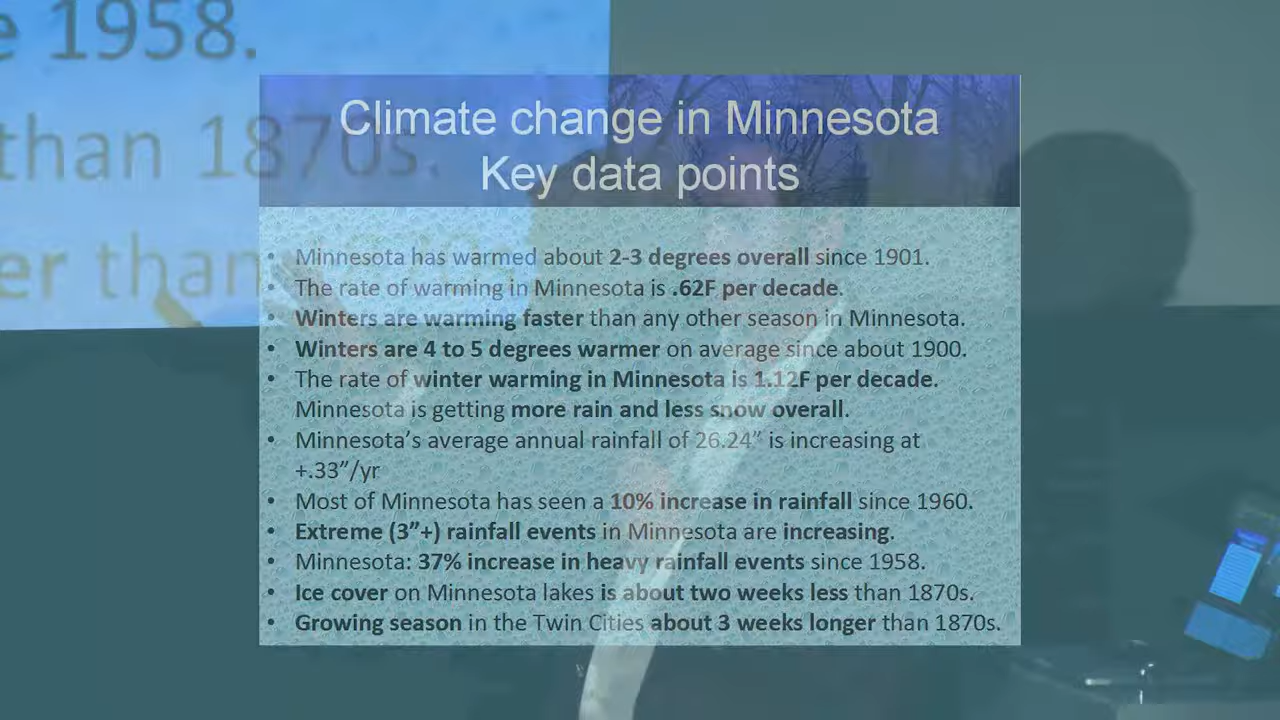 e 1958.
than 1870s.
er than
Climate change in Minnesota
Key data points
• Minnesota has warmed about 2-3 degrees overall since 1901.
• The rate of warming in Minnesota is .62F per decade.
• Winters are warming faster than any other season in Minnesota.
• Winters are 4 to 5 degrees warmer on average since about 1900.
• The rate of winter warming in Minnesota is 1.12F per decade.
Minnesota is getting more rain and less snow overall.
• Minnesota’s average annual rainfall of 26.24” is increasing at
+.33”/yr
• Most of Minnesota has seen a 10% increase in rainfall since 1960.
• Extreme (3”+) rainfall events in Minnesota are increasing.
• Minnesota: 37% increase in heavy rainfall events since 1958.
• Ice cover on Minnesota lakes is about two weeks less than 1870s.
• Growing season in the Twin Cities about 3 weeks longer than 1870s.